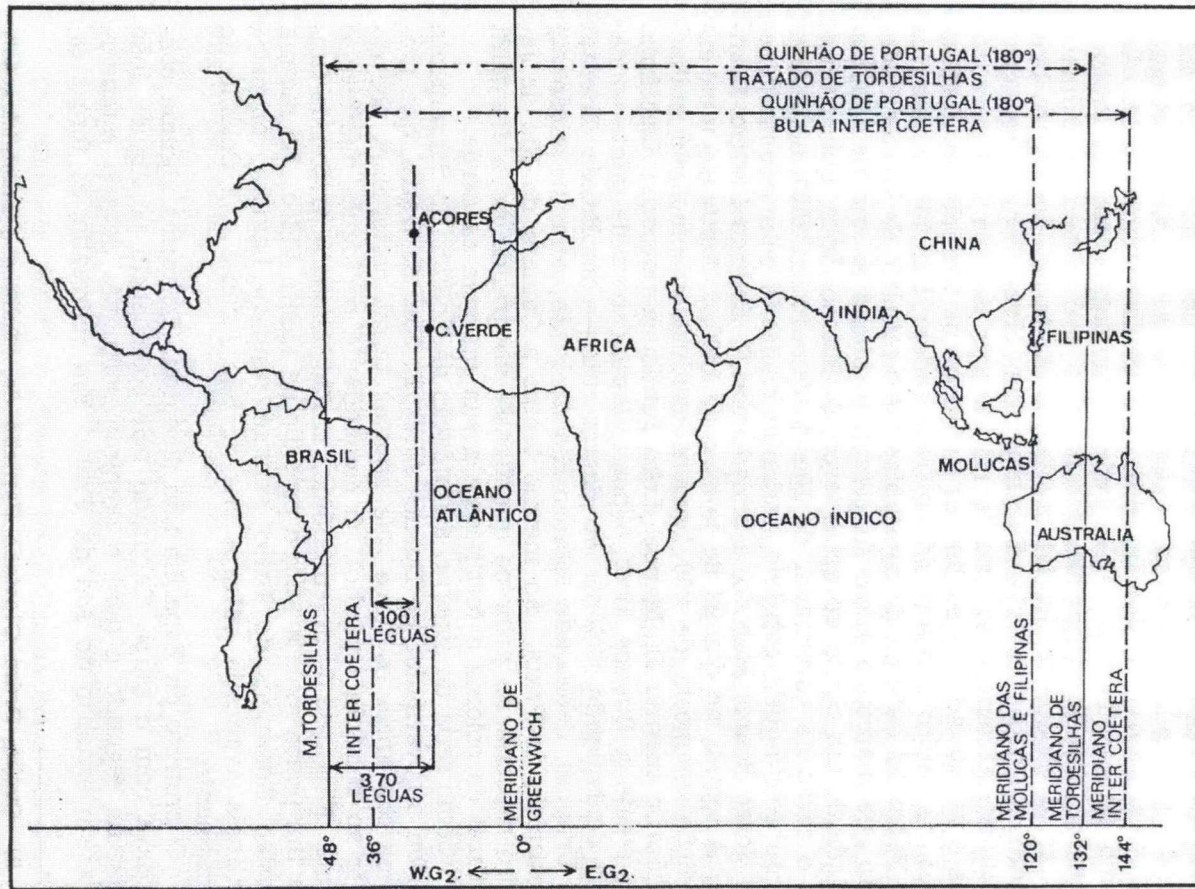 QUINHÃO DE PORTUGAL (180º)
TRATADO DE TORDESILHAS
QUINHÃO DE PORTUGAL (180º)
BULA INTER COETERA
AÇORES
CHINA
C.VERDE
AFRICA
INDIA
FILIPINAS
BRASIL
MOLUCAS
OCEANO
ATLÂNTICO
OCEANO ÍNDICO
AUSTRALIA
100
LÉGUAS
M.TORDESILHAS
INTER COETERA
370
LÉGUAS
MERIDIANO DE
GREENWICH
MERIDIANO DAS
MOLUCAS E FILIPINAS
MERIDIANO DE
TORDESILHAS
MERIDIANO
INTER COETERA
48°
36°
0°
120°
132°
144°
W.G2.
E.G2.